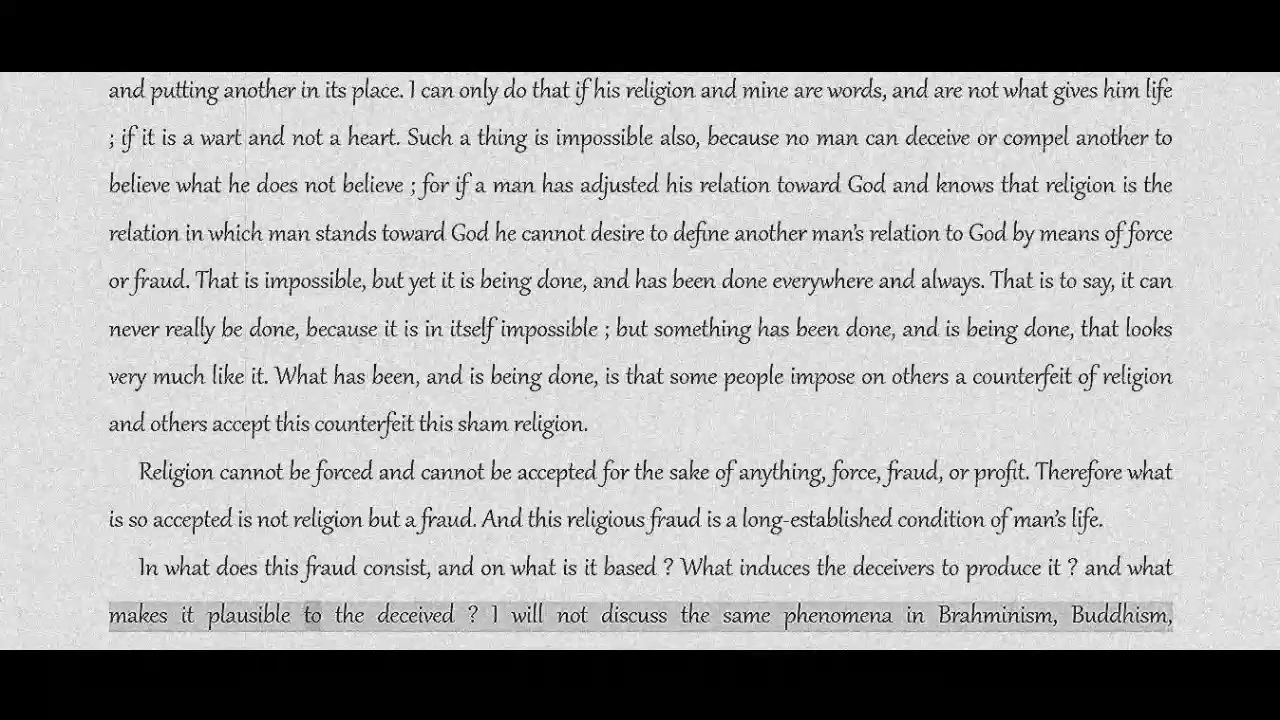 and putting another in its place. I can only do that if his religion and mine are words, and are not what gives him life
; if it is a wart and not a heart. Such a thing is impossible also, because no man can deceive or compel another to
believe what he does not believe ; for if a man has adjusted his relation toward God and knows that religion is the
relation in which man stands toward God he cannot desire to define another man's relation to God by means of force
or fraud. That is impossible, but yet it is being done, and has been done everywhere and always. That is to say, it can
never really be done, because it is in itself impossible ; but something has been done, and is being done, that looks
very much like it. What has been, and is being done, is that some people impose on others a counterfeit of religion
and others accept this counterfeit this sham religion.
Religion cannot be forced and cannot be accepted for the sake of anything, force, fraud, or profit. Therefore what
is so accepted is not religion but a fraud. And this religious fraud is a long-established condition of man's life.
In what does this fraud consist, and on what is it based ? What induces the deceivers to produce it ? and what
makes it plausible to the deceived ? I will not discuss the same phenomena in Brahminism, Buddhism,